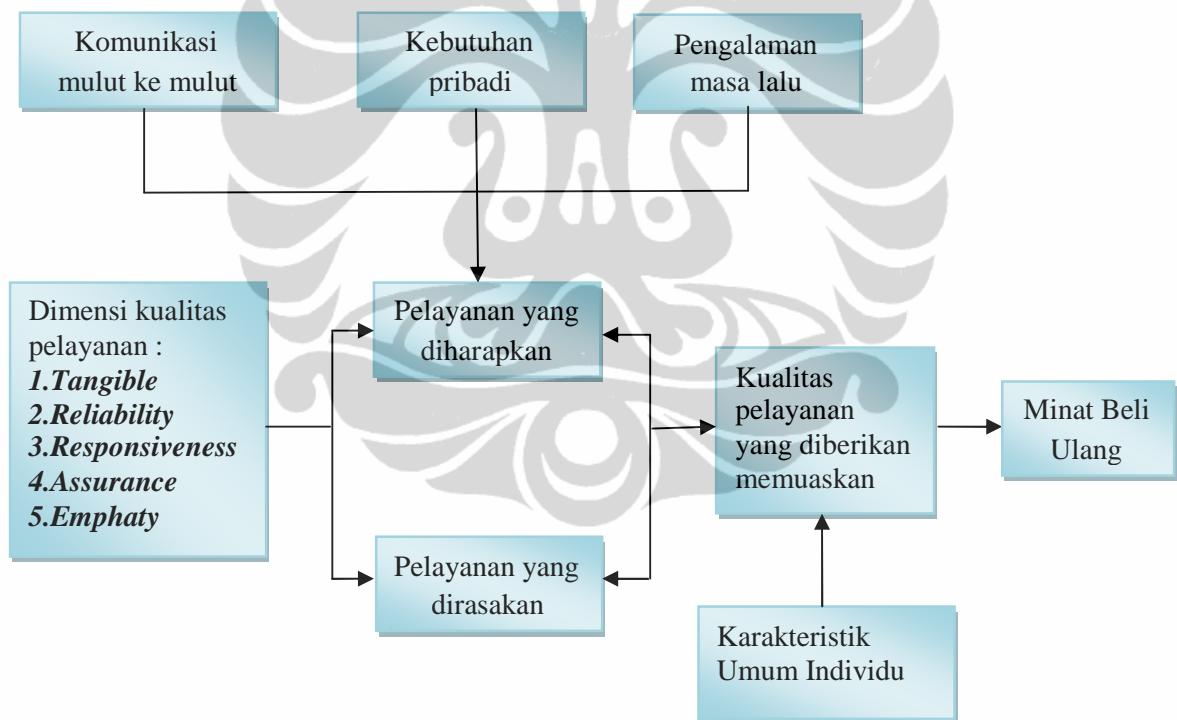 Komunikasi
mulut ke mulut
Kebutuhan
pribadi
Pengalaman
masa lalu
Dimensi kualitas
pelayanan :
1.Tangible
2.Reliability
3.Responsiveness
4.Assurance
5.Emphaty
Pelayanan yang
diharapkan
Pelayanan yang
dirasakan
Kualitas
pelayanan
yang diberikan
memuaskan
Minat Beli
Ulang
Karakteristik
Umum Individu